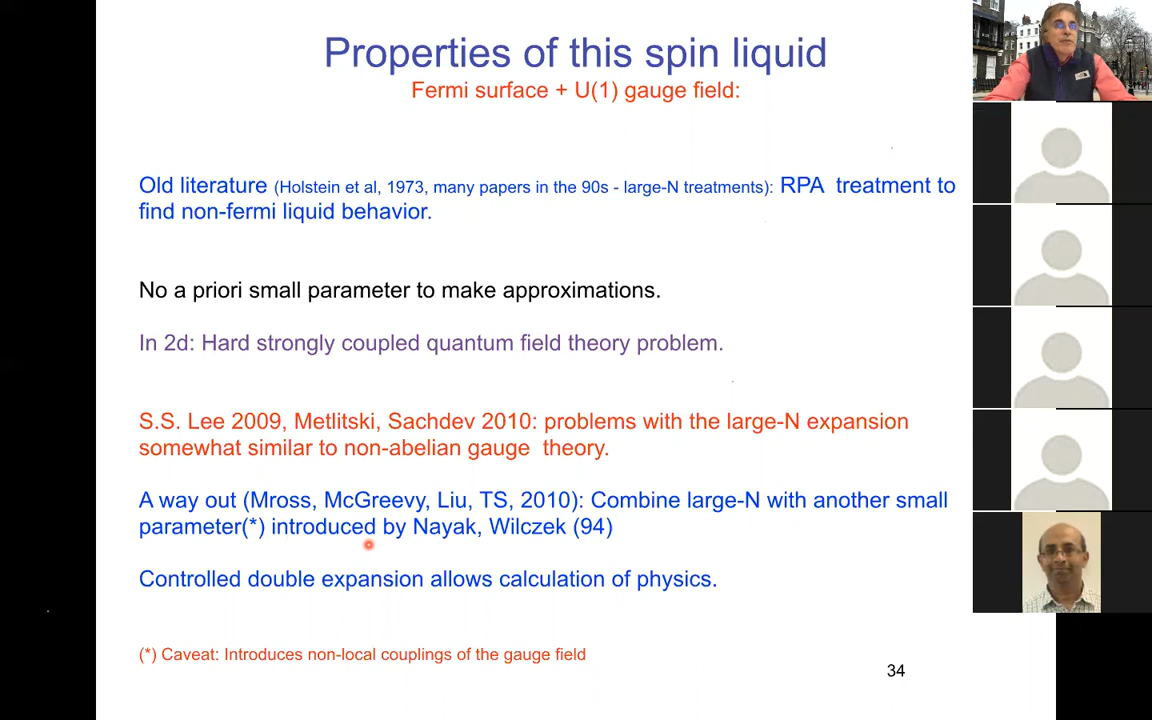 Properties of this spin liquid
Fermi surface + U(1) gauge field:
Old literature (Holstein et al, 1973, many papers in the 90s - large-N treatments): RPA treatment to
find non-fermi liquid behavior.
No a priori small parameter to make approximations.
In 2d: Hard strongly coupled quantum field theory problem.
S.S. Lee 2009, Metlitski, Sachdev 2010: problems with the large-N expansion
somewhat similar to non-abelian gauge theory.
A way out (Mross, McGreevy, Liu, TS, 2010): Combine large-N with another small
parameter(*) introduced by Nayak, Wilczek (94)
Controlled double expansion allows calculation of physics.
(*) Caveat: Introduces non-local couplings of the gauge field
34